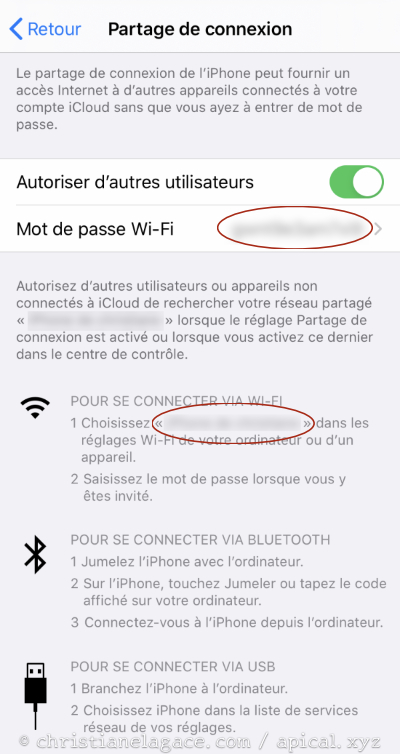 Retour Partage de connexion
Le partage de connexion de l'iPhone peut fournir un
accès Internet à d'autres appareils connectés à votre
compte iCloud sans que vous ayez à entrer de mot de
passe.
Autoriser d'autres utilisateurs
Mot de passe Wi-Fi
Autorisez d'autres utilisateurs ou appareils non
connectés à iCloud de rechercher votre réseau partagé
« » lorsque le réglage Partage de
connexion est activé ou lorsque vous activez ce dernier
dans le centre de contrôle.
POUR SE CONNECTER VIA WI-FI
1 Choisissez « » dans les
réglages Wi-Fi de votre ordinateur ou d'un
appareil.
2 Saisissez le mot de passe lorsque vous y
êtes invité.
POUR SE CONNECTER VIA BLUETOOTH
1 Jumelez l'iPhone avec l'ordinateur.
2 Sur l'iPhone, touchez Jumeler ou tapez le code
affiché sur votre ordinateur.
3 Connectez-vous à l'iPhone depuis l'ordinateur.
POUR SE CONNECTER VIA USB
1 Branchez l'iPhone à l'ordinateur.
2 Choisissez iPhone dans la liste de services
réseau de vos réglages.
© christianelagace.com / apical.xyz